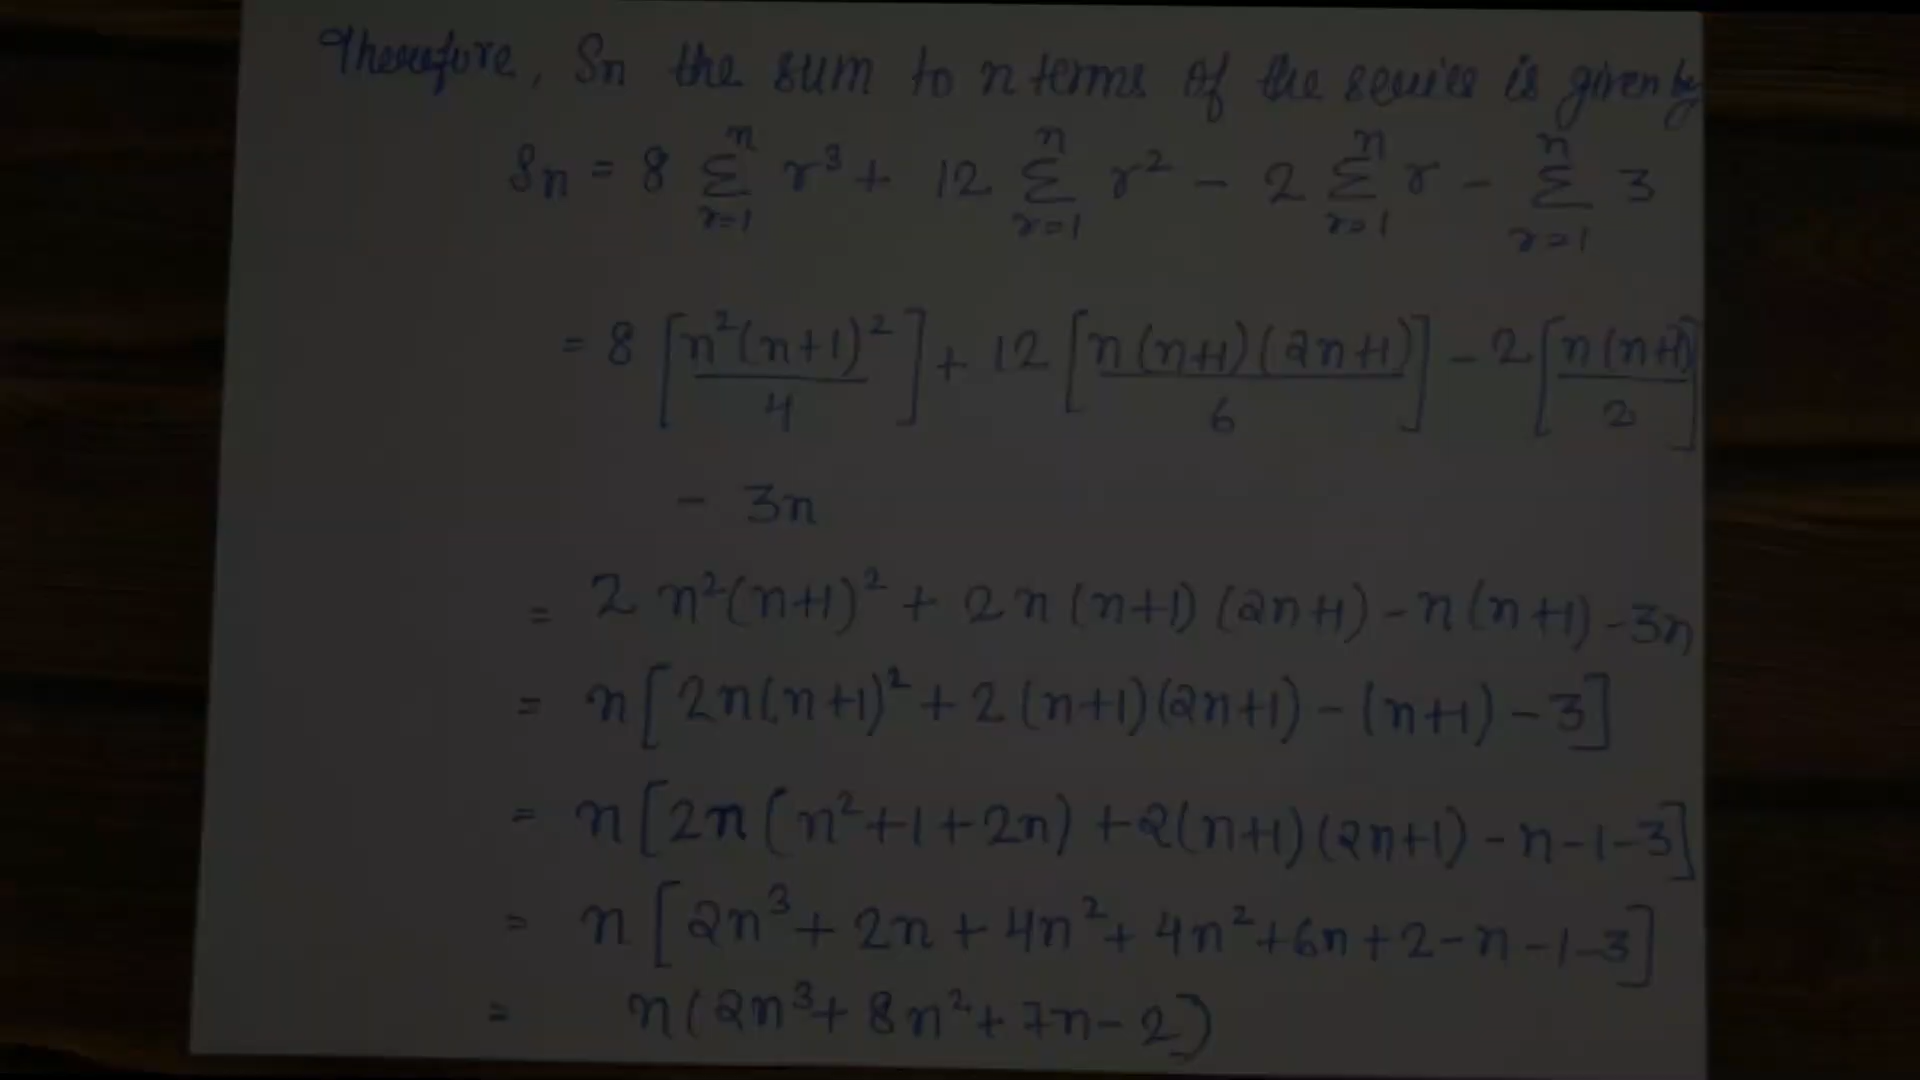 Therefore, Sn the sum to n terms of the series is given by
Sn = 8 Σ_{r=1}^{n} r³ + 12 Σ_{r=1}^{n} r² - 2 Σ_{r=1}^{n} r - Σ_{r=1}^{n} 3
= 8 [n²(n+1)²/4] + 12 [n(n+1)(2n+1)/6] - 2 [n(n+1)/2]
- 3n
= 2 n²(n+1)² + 2n(n+1)(2n+1) - n(n+1) - 3n
= n[2n(n+1)² + 2(n+1)(2n+1) - (n+1) - 3]
= n[2n(n²+1+2n) + 2(n+1)(2n+1) - n-1-3]
= n[2n³ + 2n + 4n² + 4n² + 6n + 2 - n - 1 - 3]
= n(2n³ + 8n² + 7n - 2)